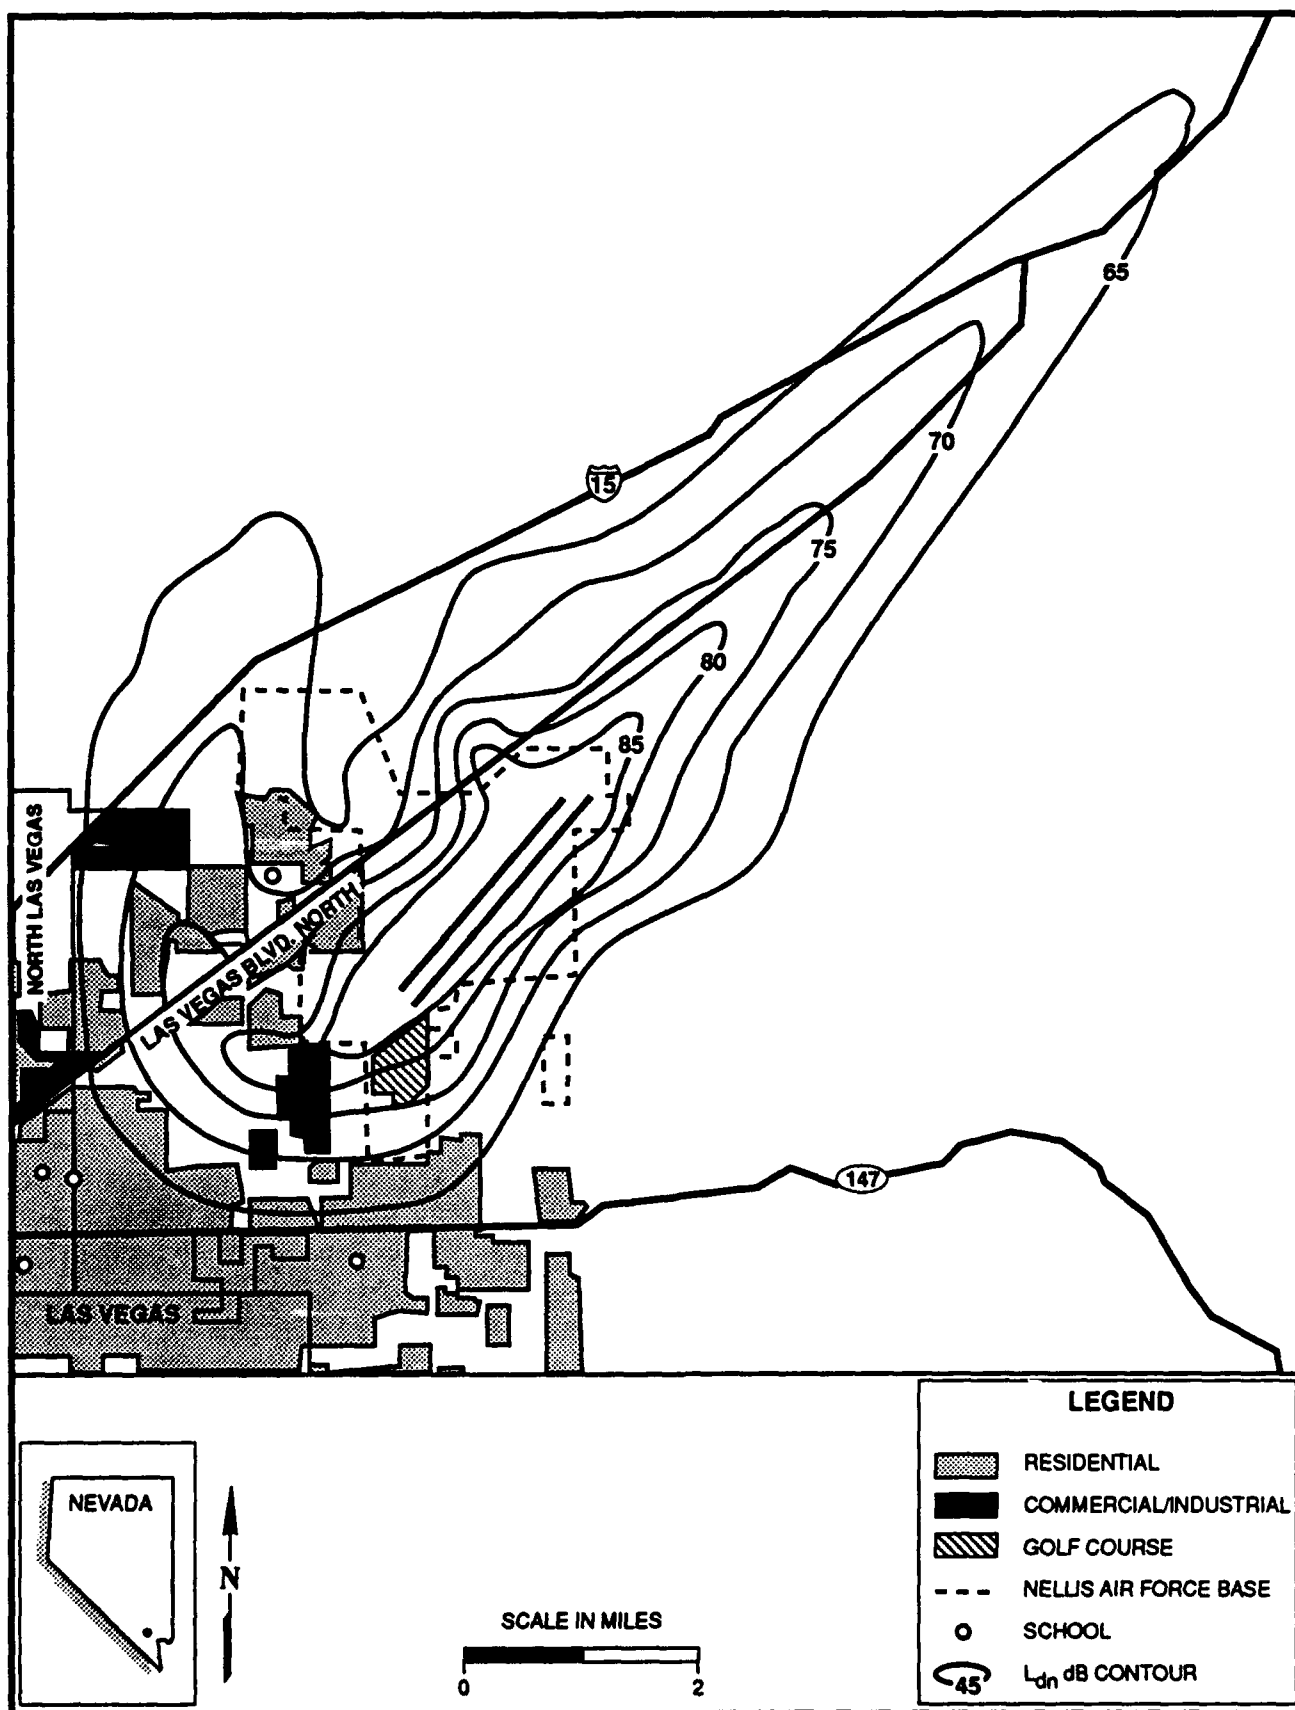 65
70
15
75
80
85
NORTH LAS VEGAS
LAS VEGAS BLVD. NORTH
147
LAS VEGAS
LEGEND
RESIDENTIAL
COMMERCIAL/INDUSTRIAL
GOLF COURSE
NELLIS AIR FORCE BASE
SCHOOL
45 Ldn dB CONTOUR
NEVADA
N
SCALE IN MILES
0 2